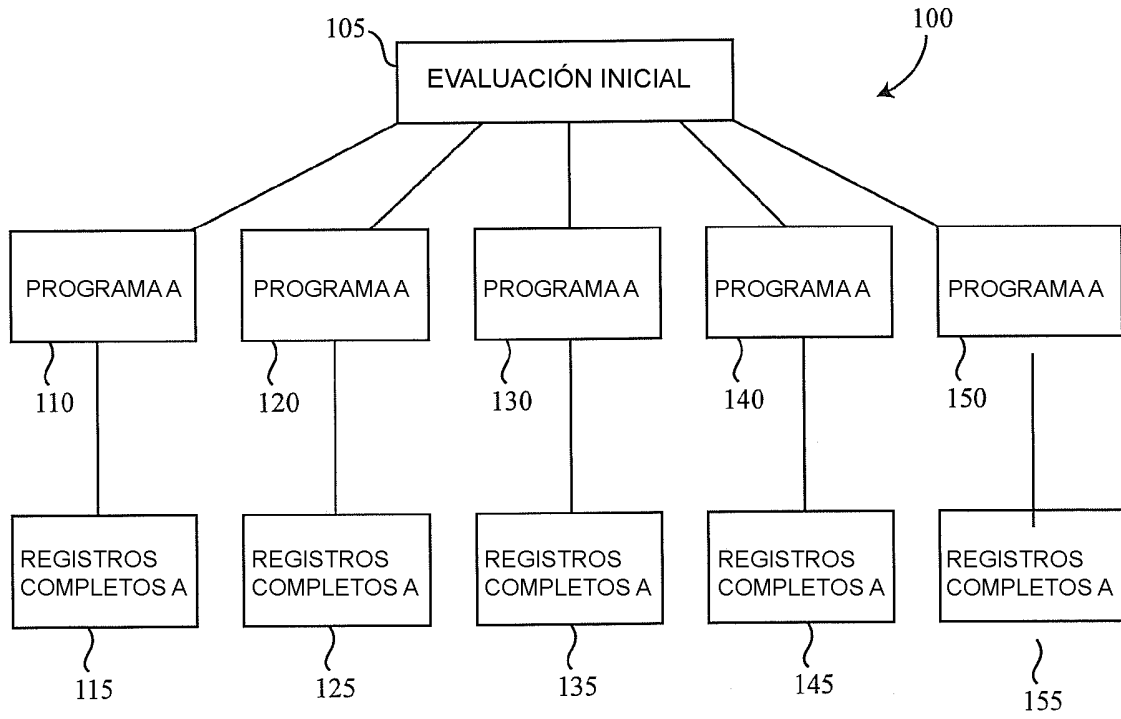 105
100
EVALUACIÓN INICIAL
PROGRAMA A
PROGRAMA A
PROGRAMA A
PROGRAMA A
PROGRAMA A
110
120
130
140
150
REGISTROS
COMPLETOS A
REGISTROS
COMPLETOS A
REGISTROS
COMPLETOS A
REGISTROS
COMPLETOS A
REGISTROS
COMPLETOS A
115
125
135
145
155